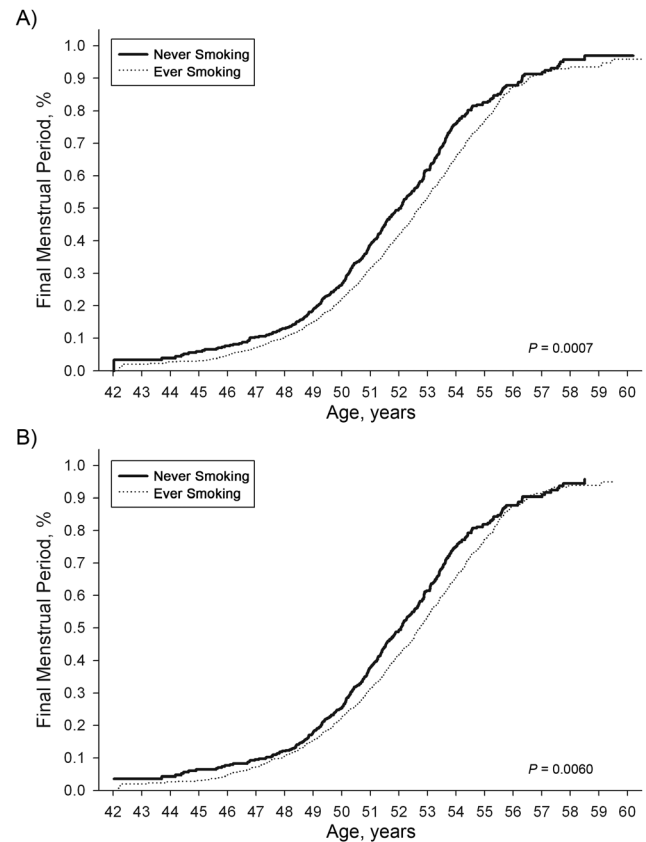 A)
Final Menstrual Period, %
1.0
0.9
0.8
0.7
0.6
0.5
0.4
0.3
0.2
0.1
0.0
Never Smoking
Ever Smoking
P = 0.0007
42 43 44 45 46 47 48 49 50 51 52 53 54 55 56 57 58 59 60
Age, years
B)
Final Menstrual Period, %
1.0
0.9
0.8
0.7
0.6
0.5
0.4
0.3
0.2
0.1
0.0
Never Smoking
Ever Smoking
P = 0.0060
42 43 44 45 46 47 48 49 50 51 52 53 54 55 56 57 58 59 60
Age, years